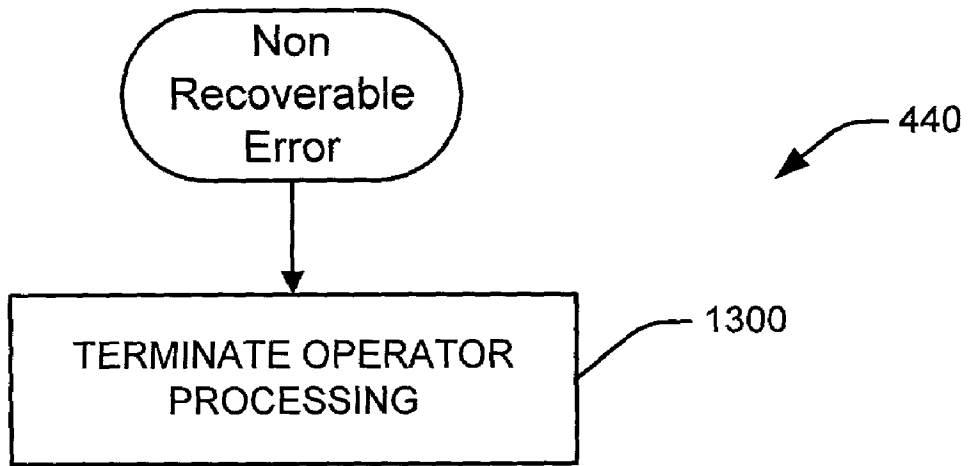 Non
Recoverable
Error
440
1300
TERMINATE OPERATOR
PROCESSING